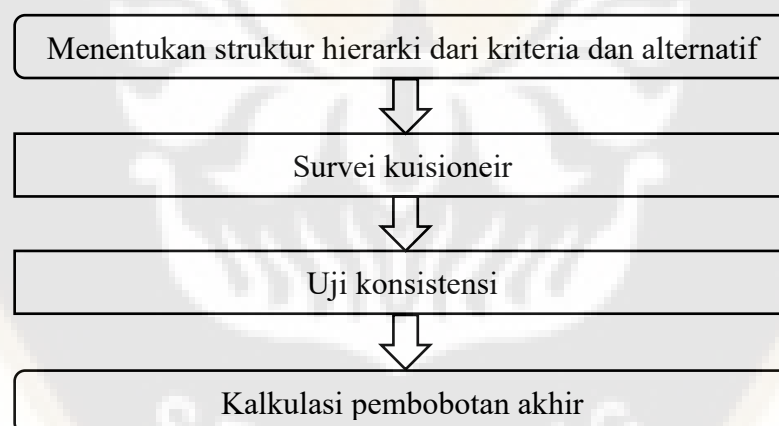 Menentukan struktur hierarki dari kriteria dan alternatif
Survei kuisioneir
Uji konsistensi
Kalkulasi pembobotan akhir